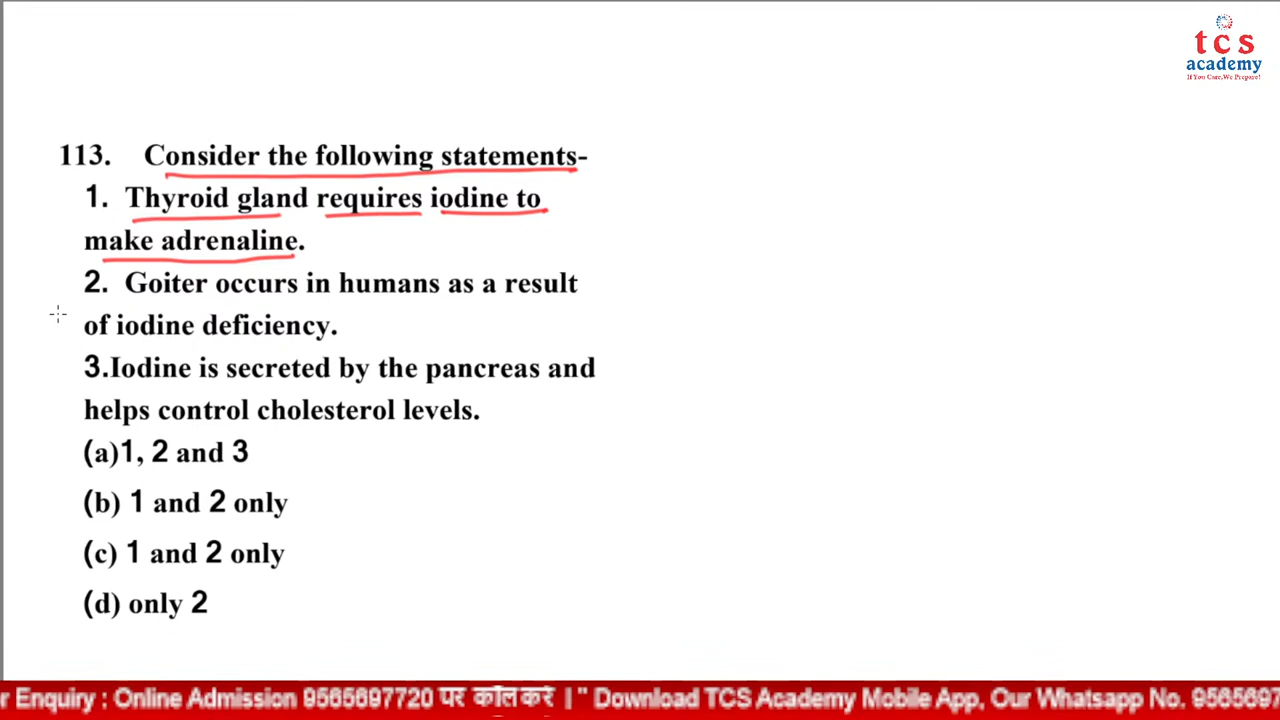 tcs
academy
If You Care,We Prepare!
113. Consider the following statements-
1. Thyroid gland requires iodine to
make adrenaline.
2. Goiter occurs in humans as a result
of iodine deficiency.
3.Iodine is secreted by the pancreas and
helps control cholesterol levels.
(a)1, 2 and 3
(b) 1 and 2 only
(c) 1 and 2 only
(d) only 2
r Enquiry : Online Admission 9565697720 पर कॉल करें | " Download TCS Academy Mobile App, Our Whatsapp No. 9565697